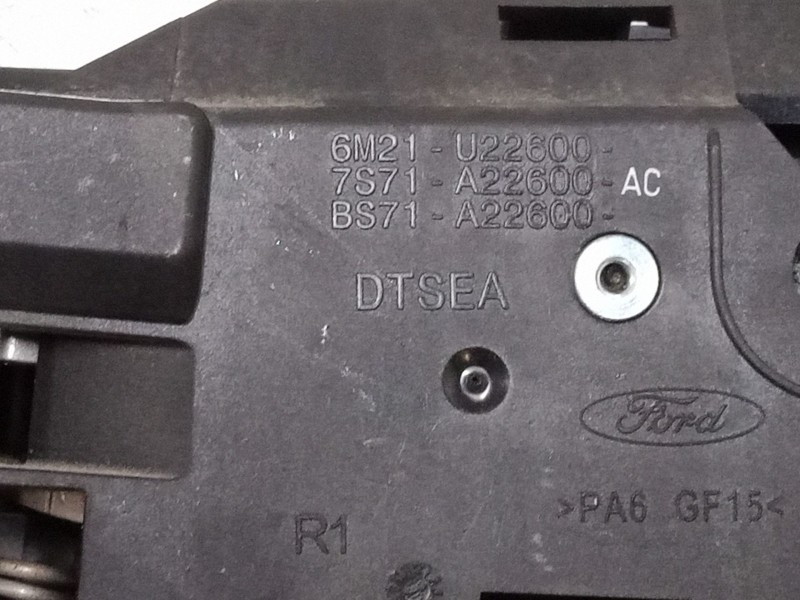 6M21 - U22600 -
7S71 - A22600 - AC
BS71 - A22600 -
DTSEA
Ford
>PA6 GF15<
R1